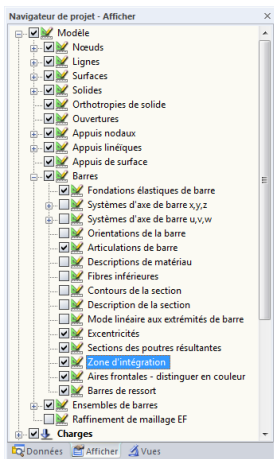 Navigateur de projet - Afficher
Modèle
Nœuds
Lignes
Surfaces
Solides
Orthotropies de solide
Ouvertures
Appuis nodaux
Appuis linéiques
Appuis de surface
Barres
Fondations élastiques de barre
Systèmes d'axe de barre x,y,z
Systèmes d'axe de barre u,v,w
Orientations de la barre
Articulations de barre
Descriptions de matériau
Fibres inférieures
Contours de la section
Description de la section
Mode linéaire aux extrémités de barre
Excentricités
Sections des poutres résultantes
Zone d'intégration
Aires frontales - distinguer en couleur
Barres de ressort
Ensembles de barres
Raffinement de maillage EF
Charges
Données Afficher Vues